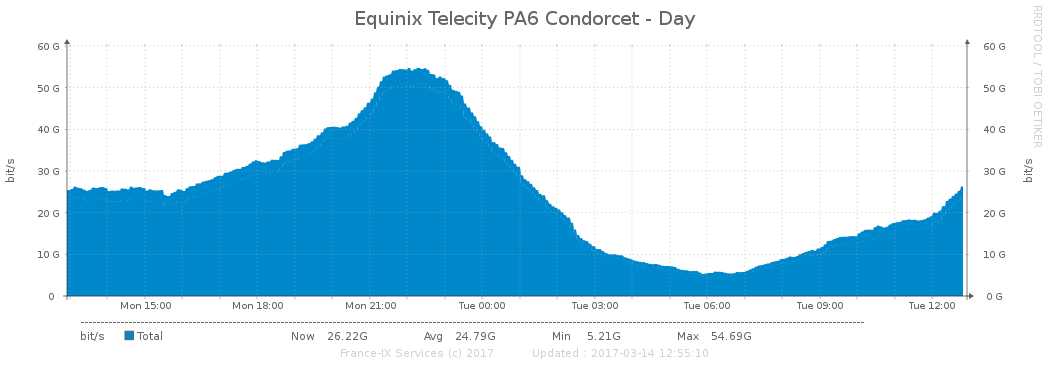 Equinix Telecity PA6 Condorcet - Day
RRDTOOL / TOBI OETIKER
bit/s
60 G 60 G
50 G 50 G
40 G 40 G
30 G 30 G
20 G 20 G
10 G 10 G
0 0 G
bit/s
Mon 15:00 Mon 18:00 Mon 21:00 Tue 00:00 Tue 03:00 Tue 06:00 Tue 09:00 Tue 12:00
bit/s Total Now 26.22G Avg 24.79G Min 5.21G Max 54.69G
France-IX Services (c) 2017 Updated : 2017-03-14 12:55:10